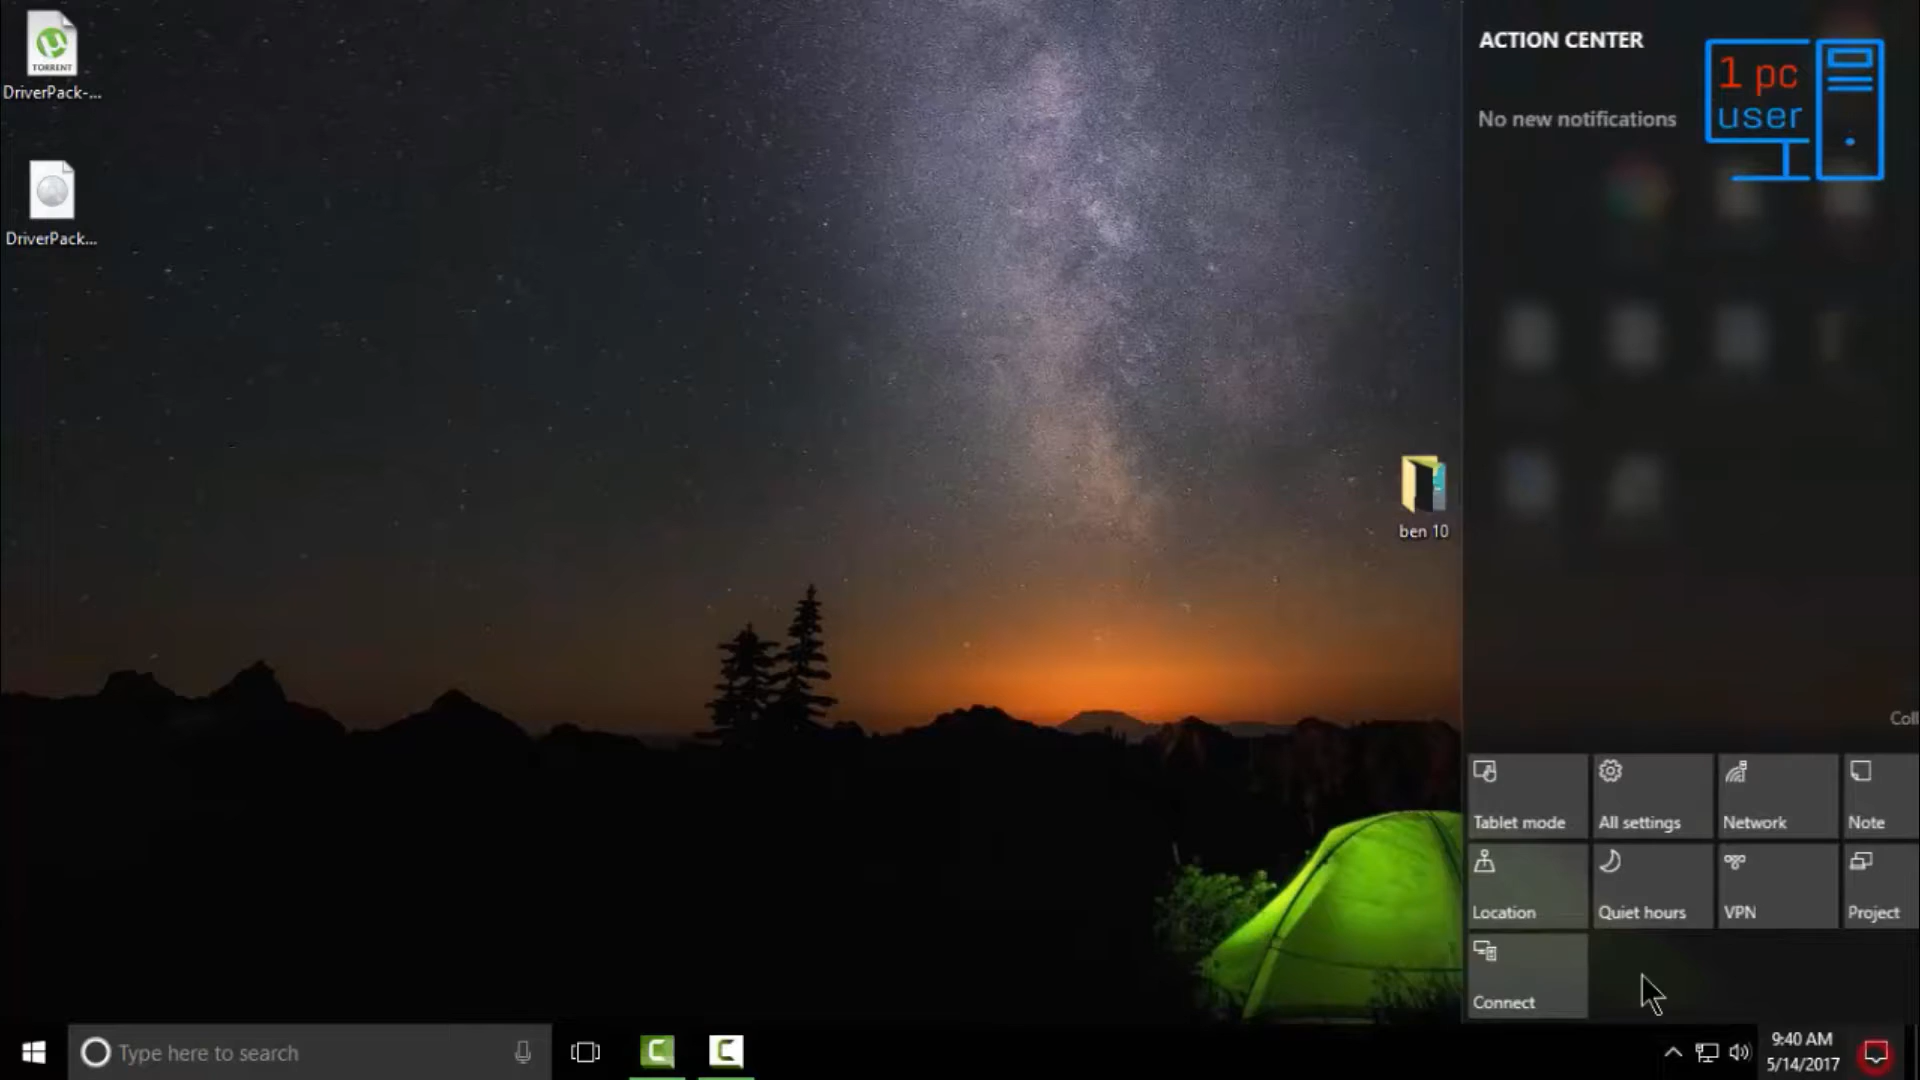 TORRENT
DriverPack-...
DriverPack...
ben 10
ACTION CENTER
1 pc
user
No new notifications
Coll
Tablet mode
All settings
Network
Note
Location
Quiet hours
VPN
Project
Connect
Type here to search
9:40 AM
5/14/2017